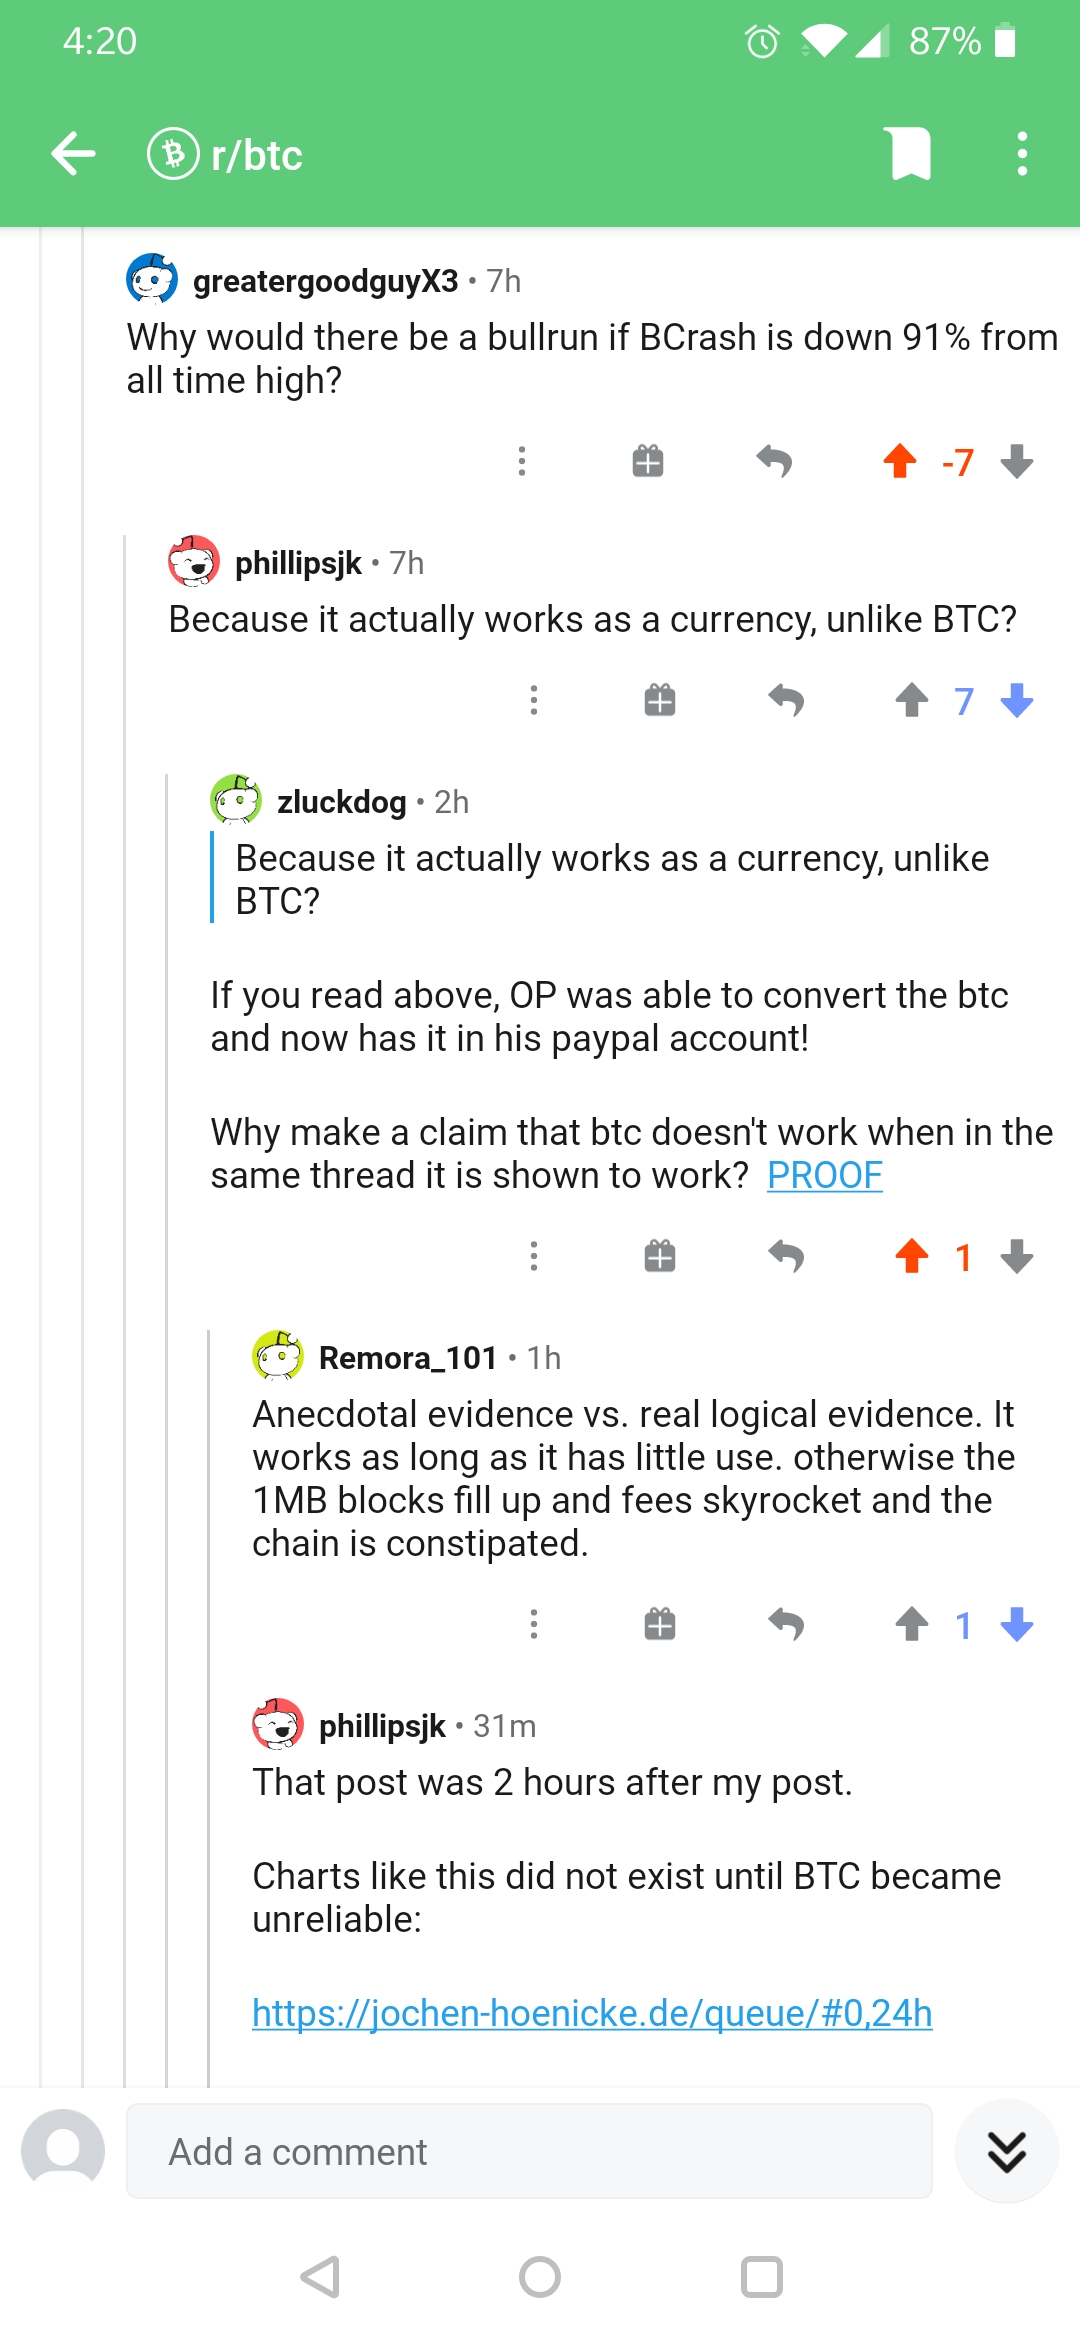 4:20
87%
r/btc
greatergoodguyX3 • 7h
Why would there be a bullrun if BCrash is down 91% from
all time high?
-7
phillipsjk • 7h
Because it actually works as a currency, unlike BTC?
7
zluckdog • 2h
Because it actually works as a currency, unlike
BTC?
If you read above, OP was able to convert the btc
and now has it in his paypal account!
Why make a claim that btc doesn't work when in the
same thread it is shown to work? PROOF
1
Remora_101 • 1h
Anecdotal evidence vs. real logical evidence. It
works as long as it has little use. otherwise the
1MB blocks fill up and fees skyrocket and the
chain is constipated.
1
phillipsjk • 31m
That post was 2 hours after my post.
Charts like this did not exist until BTC became
unreliable:
https://jochen-hoenicke.de/queue/#0,24h
Add a comment